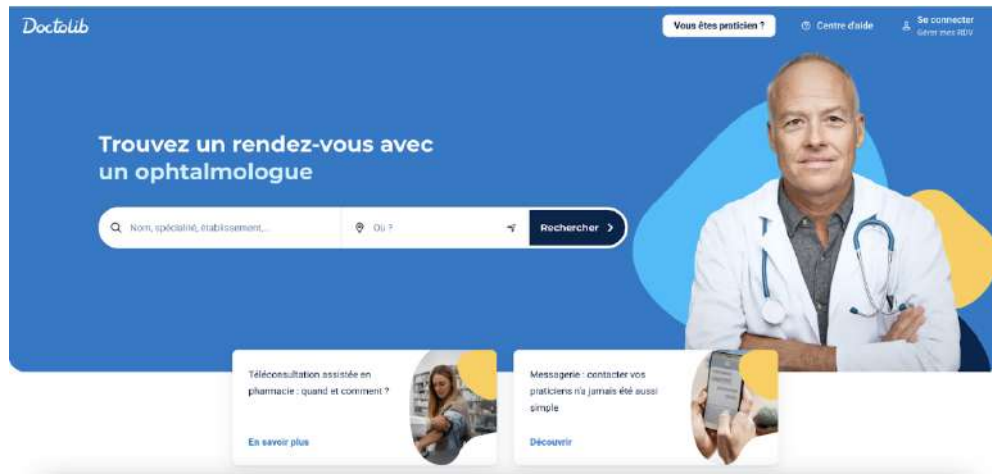 Doctolib
Vous êtes praticien ?
Centre d'aide
Se connecter
Gérer mes RDV
Trouvez un rendez-vous avec
un ophtalmologue
Nom, spécialité, établissement,...
Où ?
Rechercher
Téléconsultation assistée en
pharmacie : quand et comment ?
En savoir plus
Messagerie : contacter vos
praticiens n'a jamais été aussi
simple
Découvrir